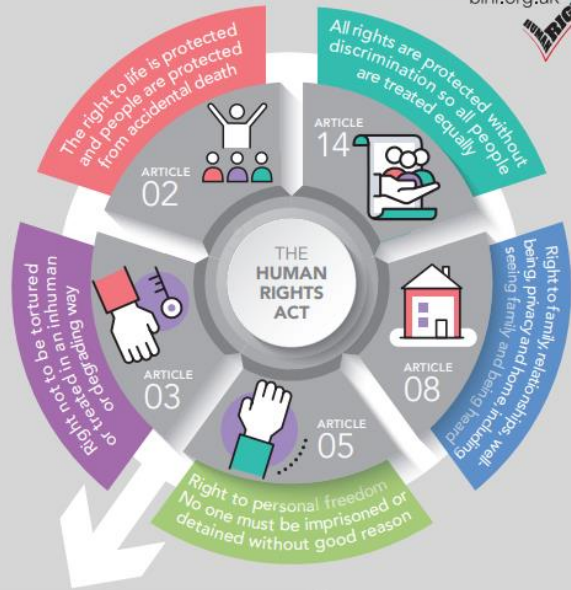 bihr.org.uk
The right to life is protected
and people are protected
from accidental death
ARTICLE
02
All rights are protected without
discrimination so all people
are treated equally
ARTICLE
14
THE
HUMAN
RIGHTS
ACT
Right to family relationships, well-
being, privacy and home, including
seeing family and being heard
ARTICLE
08
Right not to be tortured
or treated in an inhuman
or degrading way
ARTICLE
03
ARTICLE
05
Right to personal freedom
No one must be imprisoned or
detained without good reason